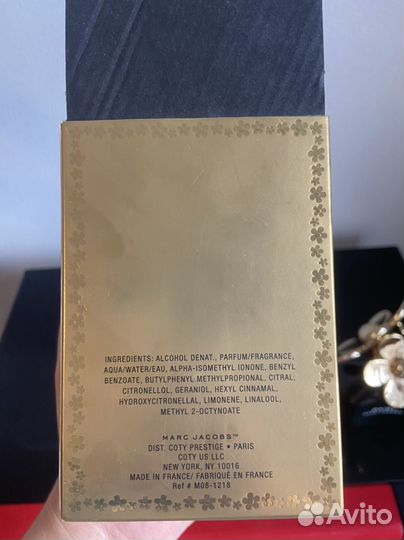 INGREDIENTS: ALCOHOL DENAT., PARFUM/FRAGRANCE,
AQUA/WATER/EAU, ALPHA-ISOMETHYL IONONE, BENZYL
BENZOATE, BUTYLPHENYL METHYLPROPIONAL, CITRAL,
CITRONELLOL, GERANIOL, HEXYL CINNAMAL,
HYDROXYCITRONELLAL, LIMONENE, LINALOOL,
METHYL 2-OCTYNOATE
MARC JACOBS™
DIST. COTY PRESTIGE • PARIS
COTY US LLC
NEW YORK, NY 10016
MADE IN FRANCE/ FABRIQUÉ EN FRANCE
Ref # M08-1218
Avito